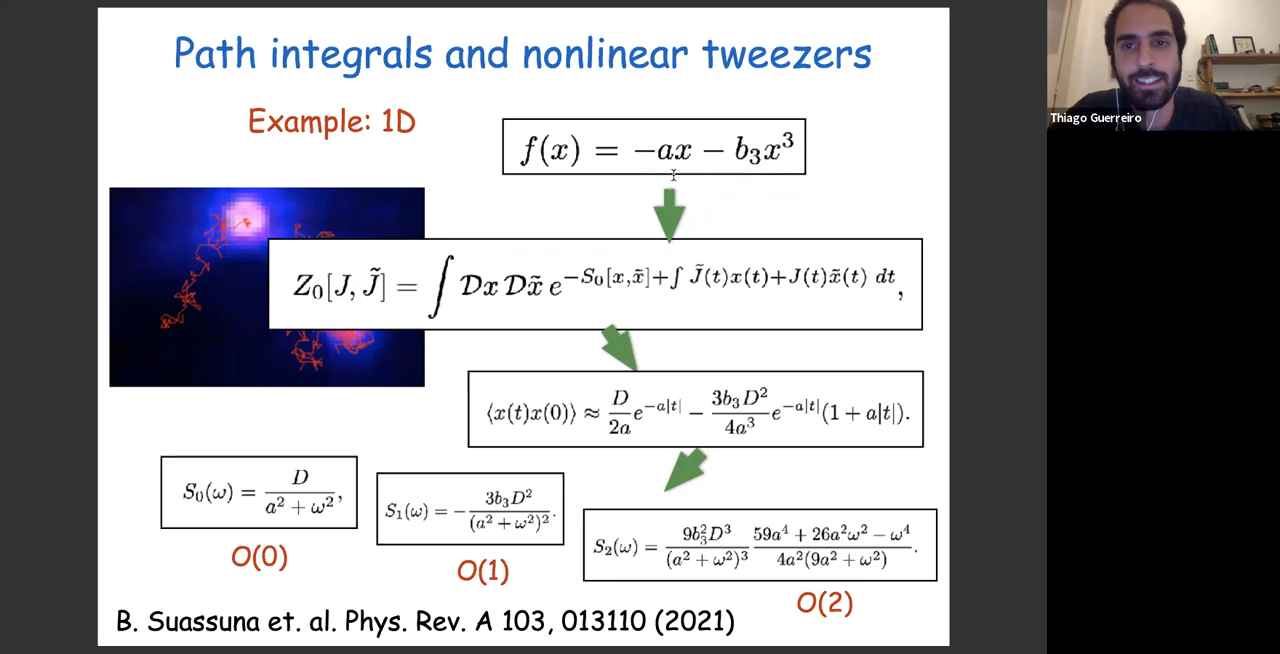 Path integrals and nonlinear tweezers
Thiago Guerreiro
Example: 1D
f(x) = −ax − b₃x³
Z₀[J, J̃] = ∫ 𝒟x 𝒟x̃ e^{−S₀[x,x̃]+∫ J̃(t)x(t)+J(t)x̃(t) dt},
⟨x(t)x(0)⟩ ≈ D/2a e^{−a|t|} − 3b₃D²/4a³ e^{−a|t|}(1 + a|t|).
S₀(ω) = D/(a² + ω²),
O(0)
S₁(ω) = − 3b₃D²/(a² + ω²)².
O(1)
S₂(ω) = 9b₃²D³/(a² + ω²)³ 59a⁴ + 26a²ω² − ω⁴/4a²(9a² + ω²).
O(2)
B. Suassuna et. al. Phys. Rev. A 103, 013110 (2021)